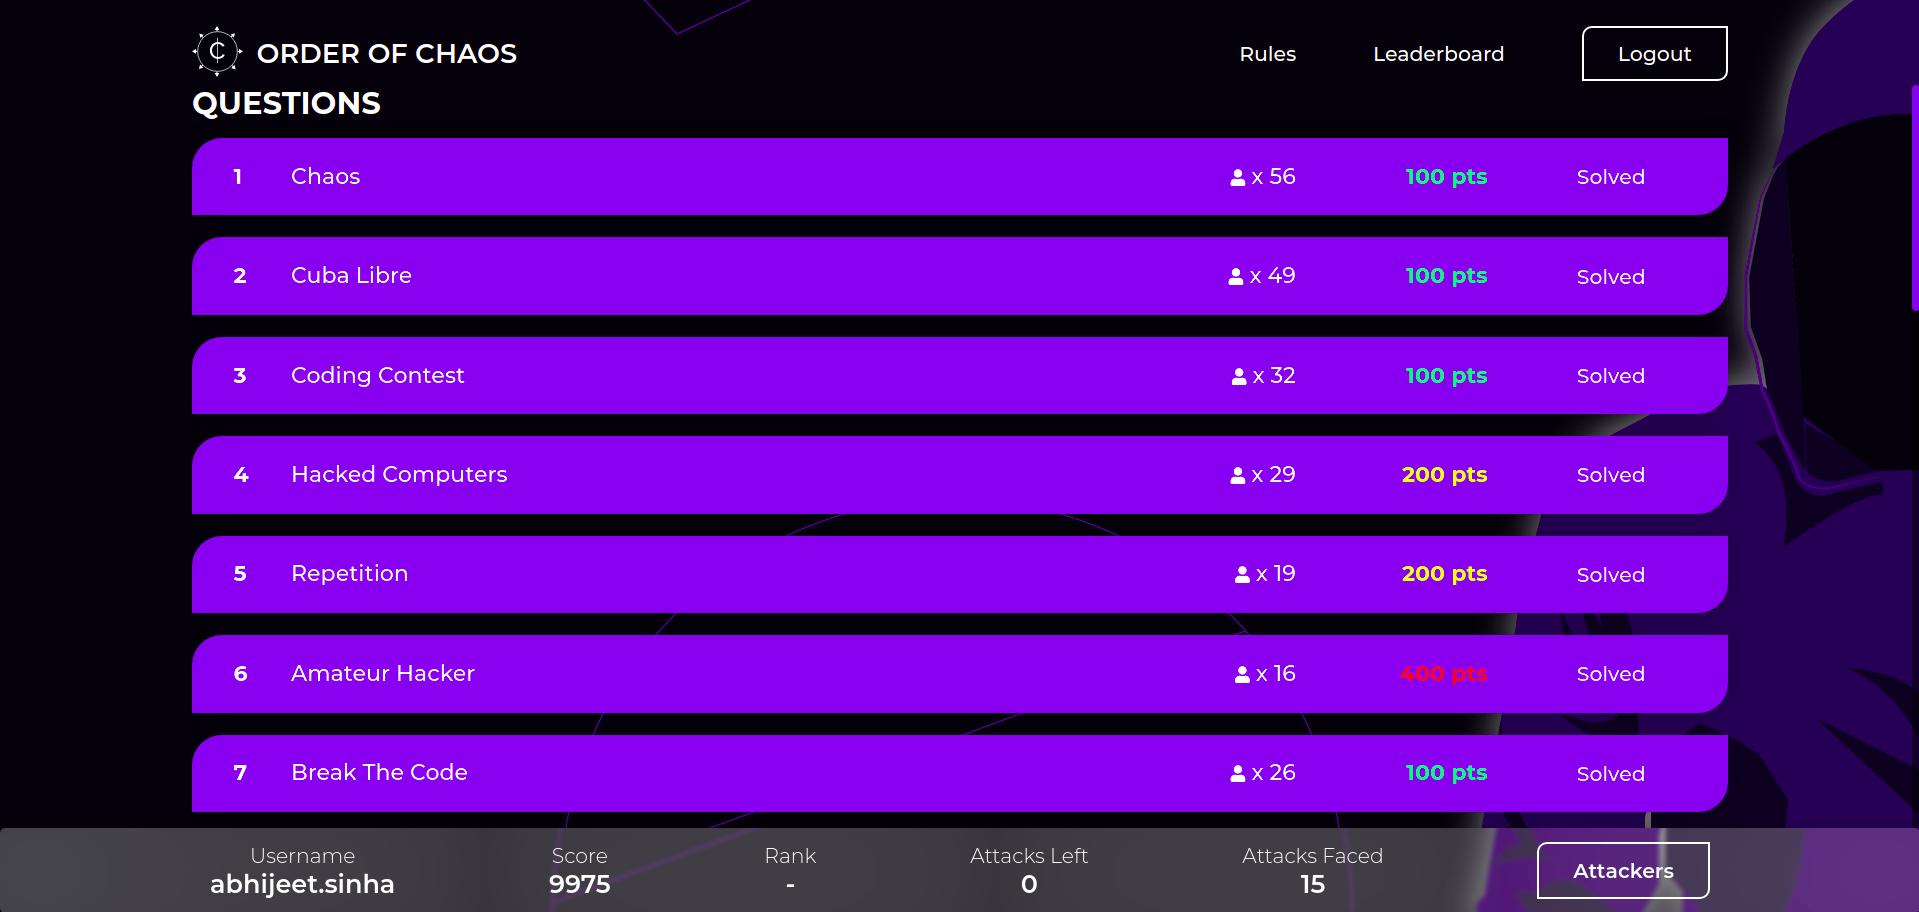 ORDER OF CHAOS Rules Leaderboard Logout
QUESTIONS
1 Chaos x 56 100 pts Solved
2 Cuba Libre x 49 100 pts Solved
3 Coding Contest x 32 100 pts Solved
4 Hacked Computers x 29 200 pts Solved
5 Repetition x 19 200 pts Solved
6 Amateur Hacker x 16 400 pts Solved
7 Break The Code x 26 100 pts Solved
Username Score Rank Attacks Left Attacks Faced
abhijeet.sinha 9975 - 0 15 Attackers